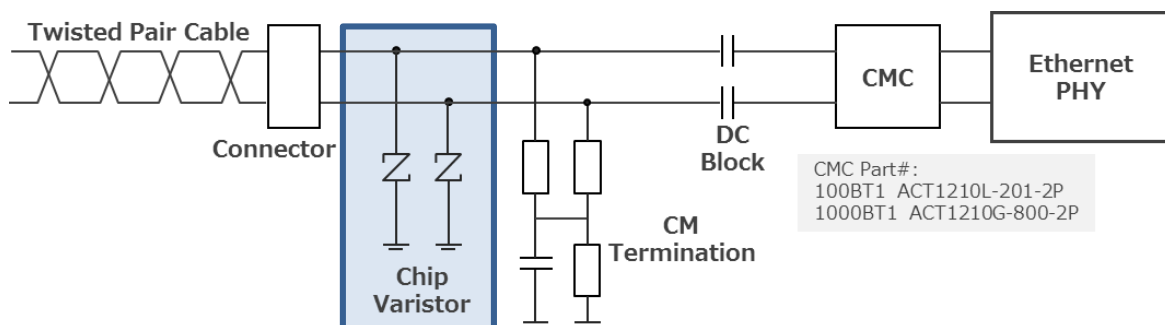 Twisted Pair Cable
Connector
Chip
Varistor
CM
Termination
DC
Block
CMC
Ethernet
PHY
CMC Part#:
100BT1 ACT1210L-201-2P
1000BT1 ACT1210G-800-2P